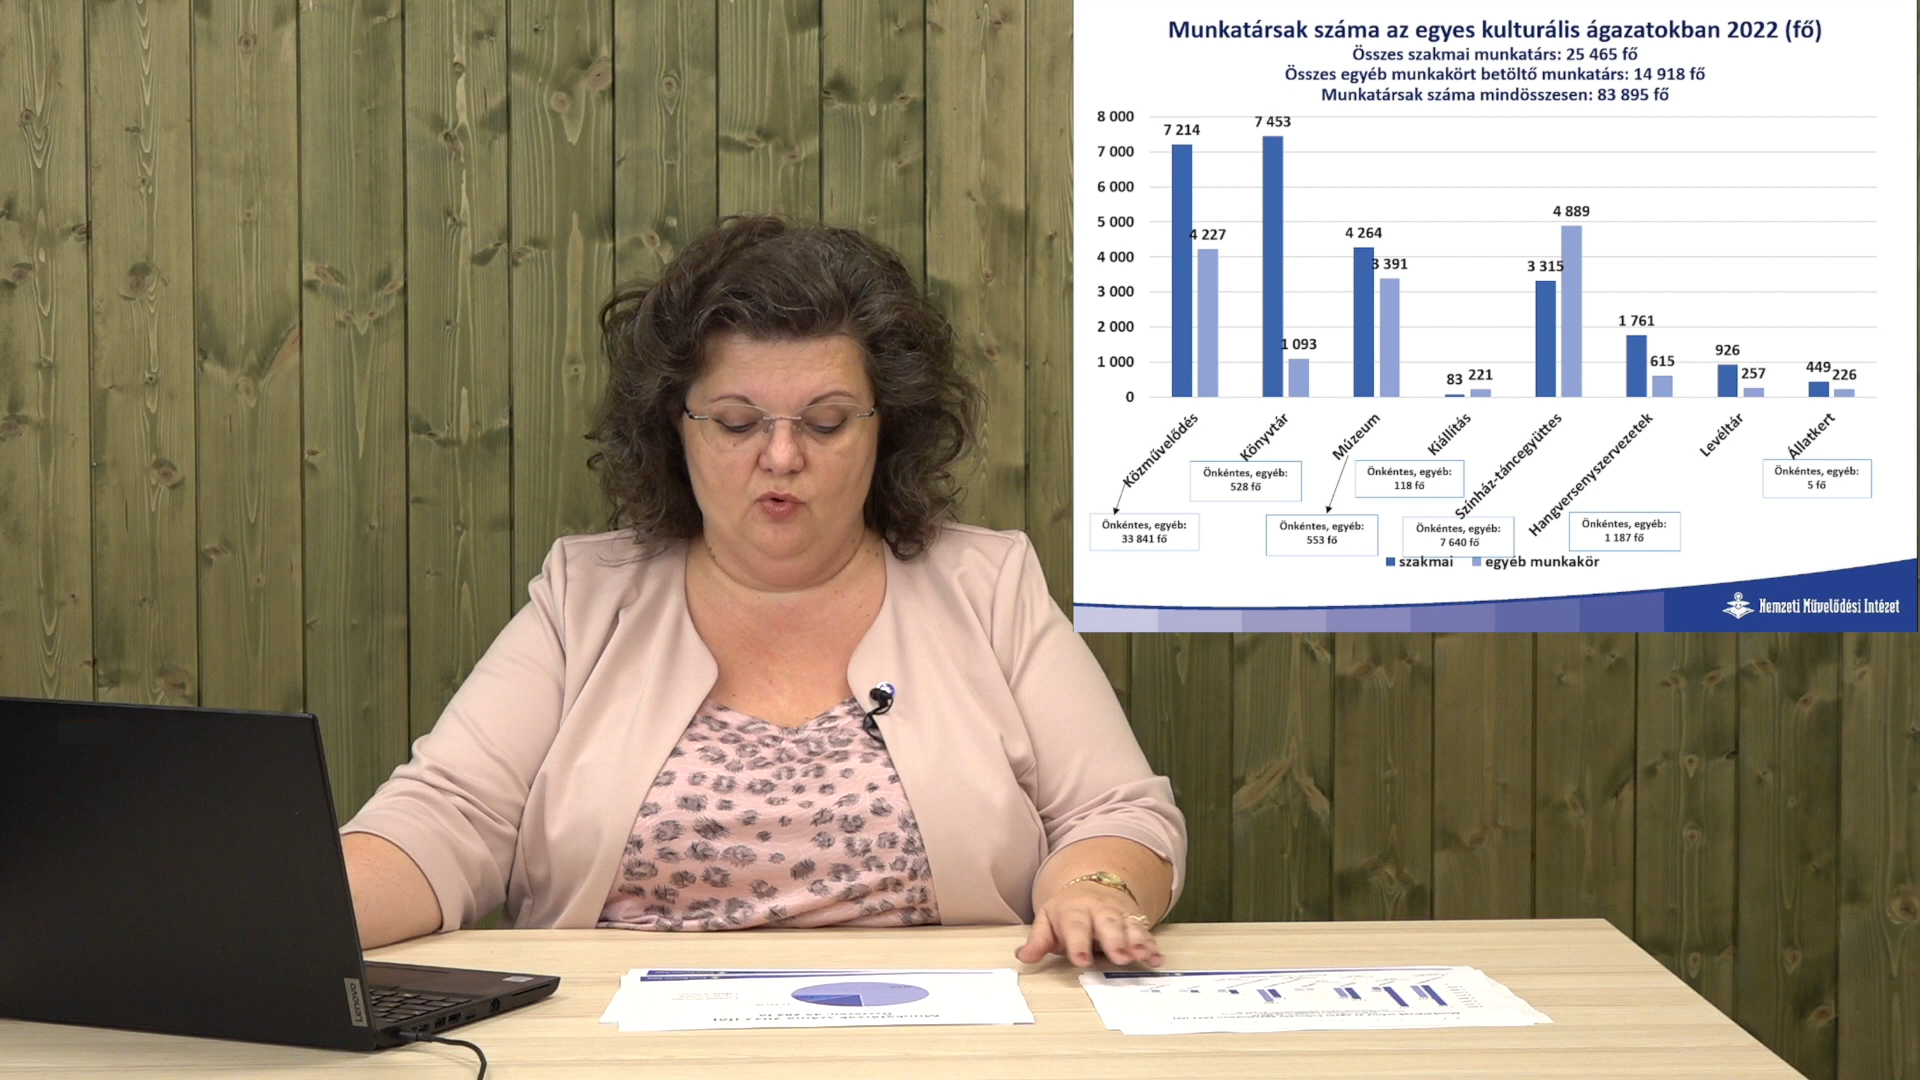 Munkatársak száma az egyes kulturális ágazatokban 2022 (fő)
Összes szakmai munkatárs: 25 465 fő
Összes egyéb munkakört betöltő munkatárs: 14 918 fő
Munkatársak száma mindösszesen: 83 895 fő
8 000
7 000
6 000
5 000
4 000
3 000
2 000
1 000
0
7 214
4 227
7 453
1 093
4 264
3 391
83
221
3 315
4 889
1 761
615
926
257
449
226
Közművelődés
Könyvtár
Múzeum
Kiállítás
Színház-táncegyüttes
Hangversenyszervezetek
Levéltár
Állatkert
Önkéntes, egyéb:
33 841 fő
Önkéntes, egyéb:
528 fő
Önkéntes, egyéb:
553 fő
Önkéntes, egyéb:
118 fő
Önkéntes, egyéb:
7 640 fő
Önkéntes, egyéb:
1 187 fő
Önkéntes, egyéb:
5 fő
szakmai
egyéb munkakör
Nemzeti Művelődési Intézet
Lenovo
Munkatársak száma 2022 (fő)